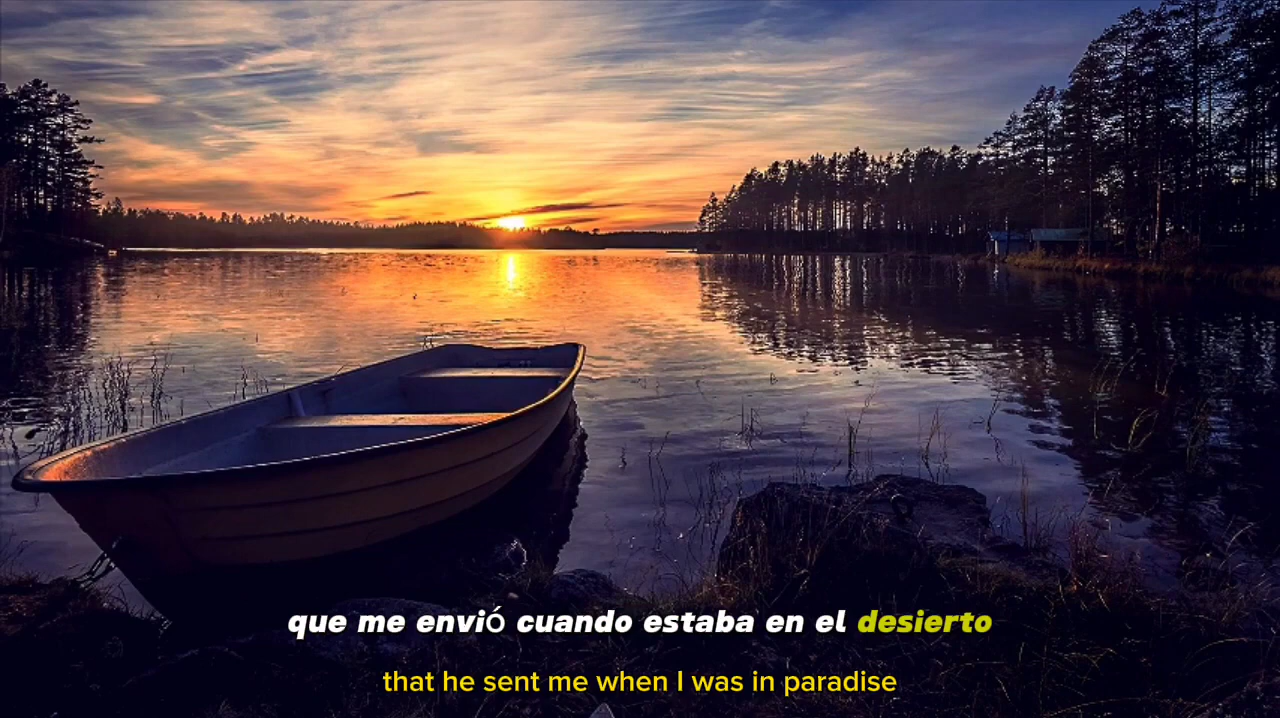 que me envió cuando estaba en el desierto
that he sent me when I was in paradise